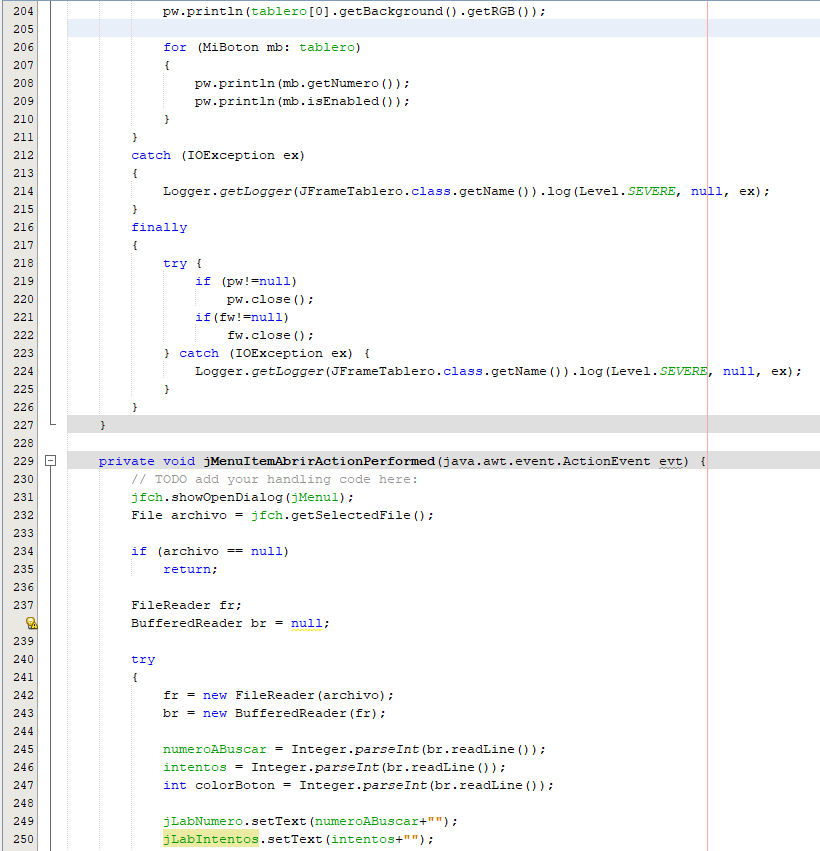 204 pw.println(tablero[0].getBackground().getRGB());
205
206 for (MiBoton mb: tablero)
207 {
208 pw.println(mb.getNumero());
209 pw.println(mb.isEnabled());
210 }
211 }
212 catch (IOException ex)
213 {
214 Logger.getLogger(JFrameTablero.class.getName()).log(Level.SEVERE, null, ex);
215 }
216 finally
217 {
218 try {
219 if (pw!=null)
220 pw.close();
221 if(fw!=null)
222 fw.close();
223 } catch (IOException ex) {
224 Logger.getLogger(JFrameTablero.class.getName()).log(Level.SEVERE, null, ex);
225 }
226 }
227 }
228
229 private void jMenuItemAbrirActionPerformed(java.awt.event.ActionEvent evt) {
230 // TODO add your handling code here:
231 jfch.showOpenDialog(jMenu1);
232 File archivo = jfch.getSelectedFile();
233
234 if (archivo == null)
235 return;
236
237 FileReader fr;
BufferedReader br = null;
239
240 try
241 {
242 fr = new FileReader(archivo);
243 br = new BufferedReader(fr);
244
245 numeroABuscar = Integer.parseInt(br.readLine());
246 intentos = Integer.parseInt(br.readLine());
247 int colorBoton = Integer.parseInt(br.readLine());
248
249 jLabNumero.setText(numeroABuscar+"");
250 jLabIntentos.setText(intentos+"");